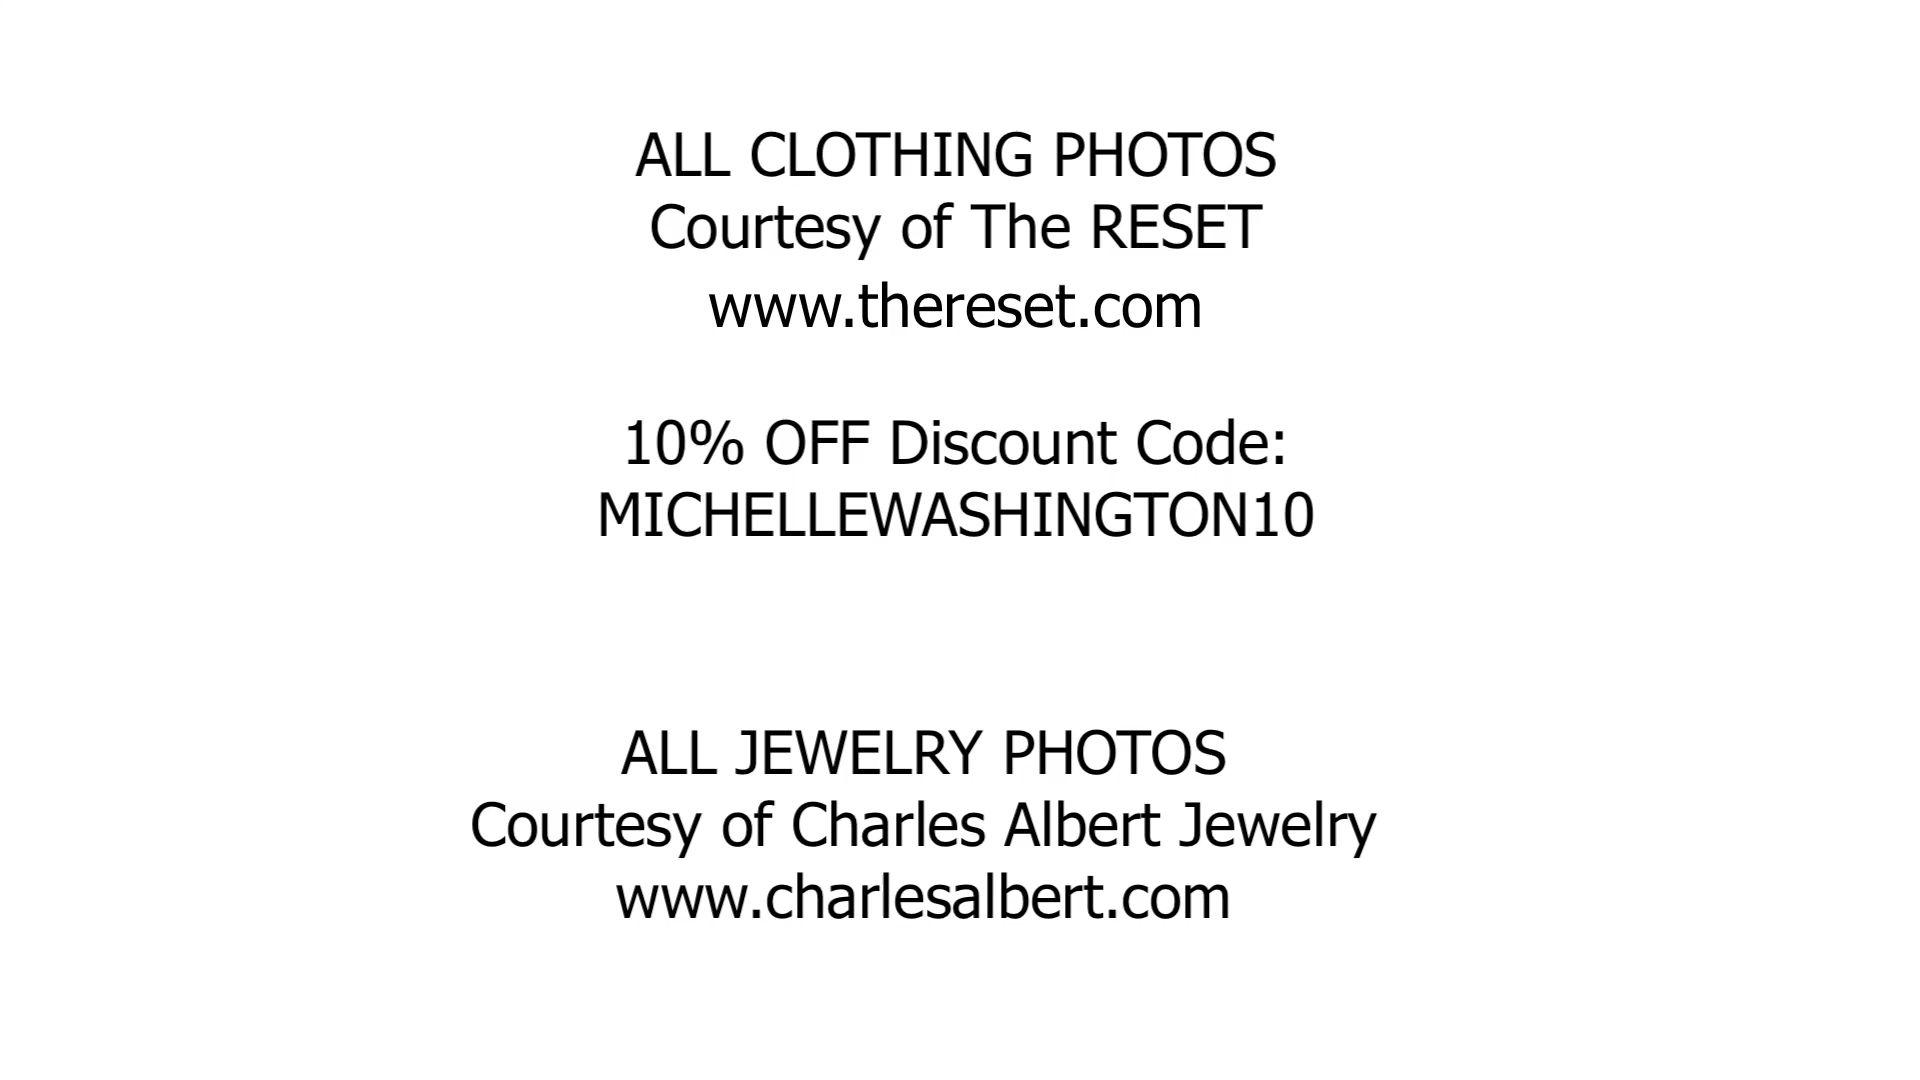 ALL CLOTHING PHOTOS
Courtesy of The RESET
www.thereset.com
10% OFF Discount Code:
MICHELLEWASHINGTON10
ALL JEWELRY PHOTOS
Courtesy of Charles Albert Jewelry
www.charlesalbert.com